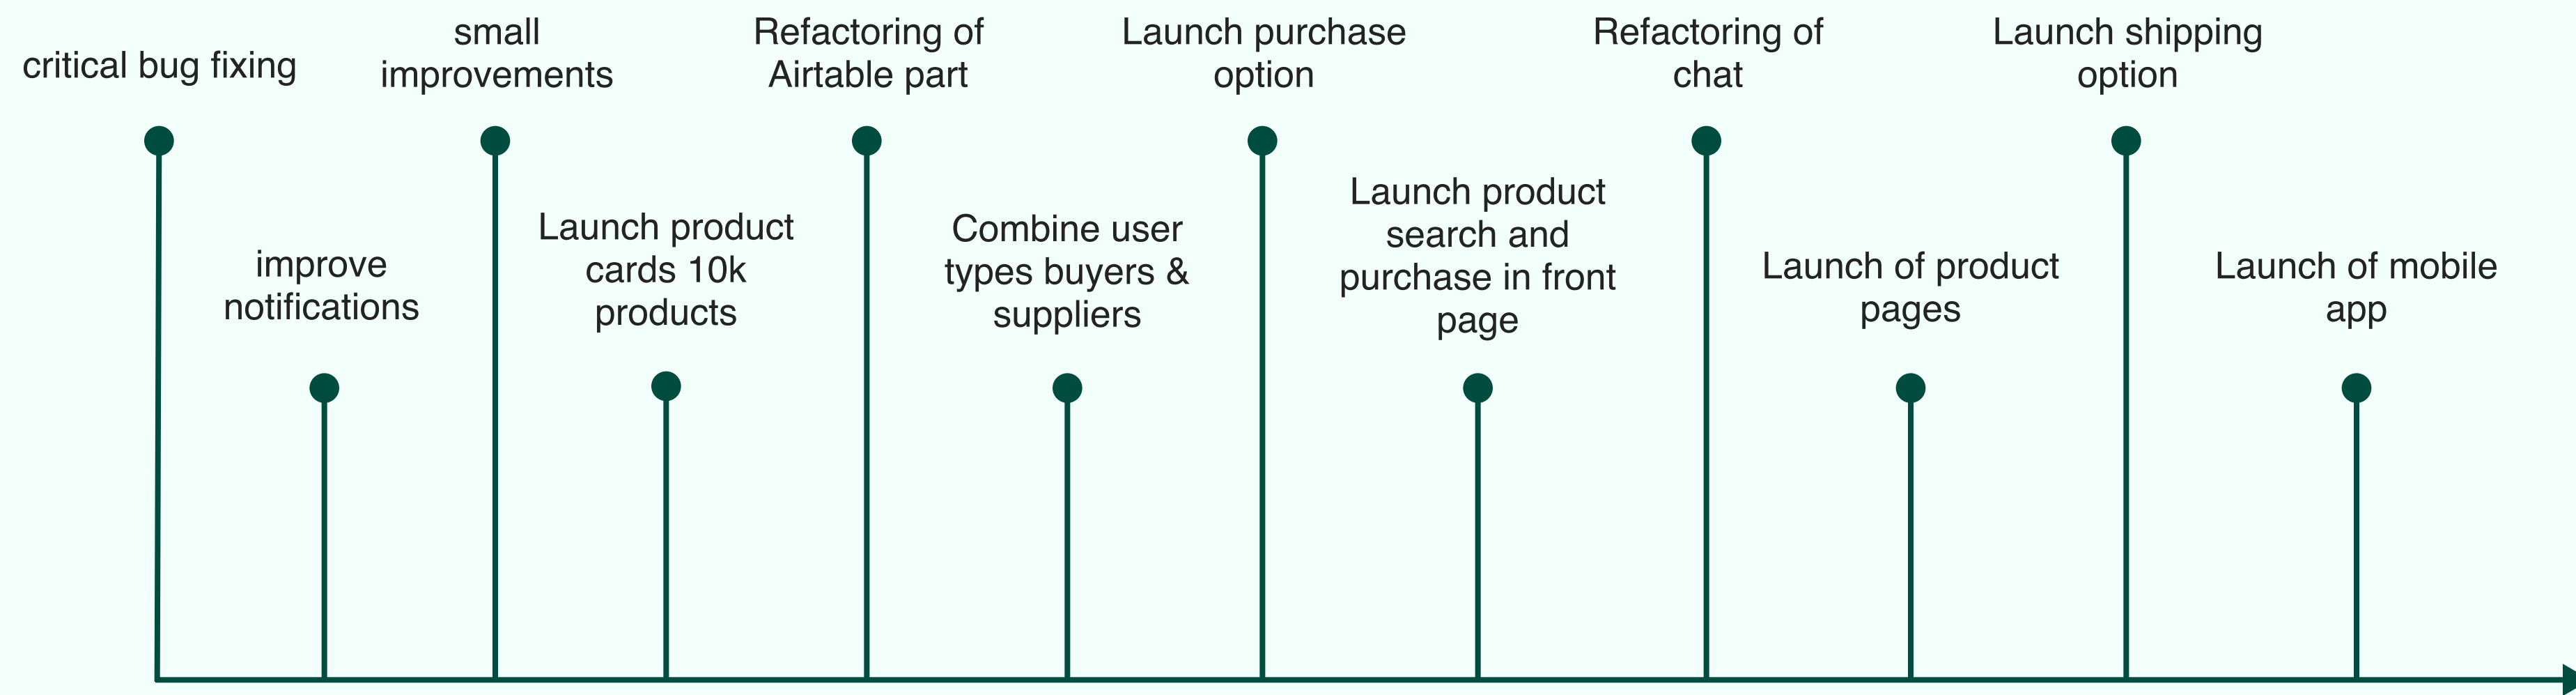 critical bug fixing
improve
notifications
small
improvements
Launch product
cards 10k
products
Refactoring of
Airtable part
Combine user
types buyers &
suppliers
Launch purchase
option
Launch product
search and
purchase in front
page
Refactoring of
chat
Launch of product
pages
Launch shipping
option
Launch of mobile
app